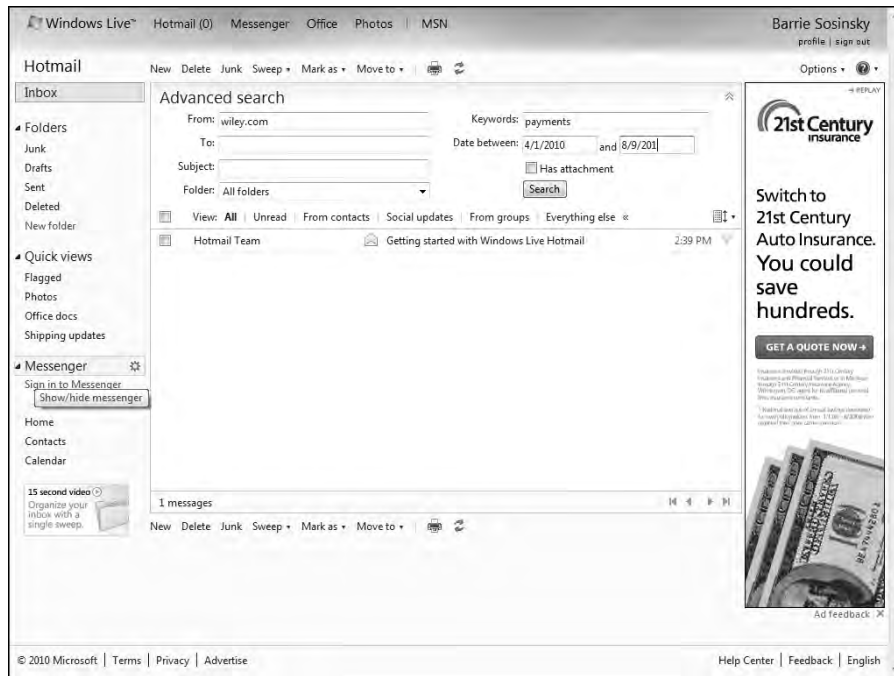 Windows Live™ Hotmail (0) Messenger Office Photos | MSN
Barrie Sosinsky
profile | sign out
Hotmail
New Delete Junk Sweep Mark as Move to
Options
Inbox
Folders
Junk
Drafts
Sent
Deleted
New folder
Quick views
Flagged
Photos
Office docs
Shipping updates
Messenger
Sign in to Messenger
Show/hide messenger
Home
Contacts
Calendar
15 second video
Organize your
inbox with a
single sweep.
Advanced search
From: wiley.com
Keywords: payments
To:
Date between: 4/1/2010 and 8/9/201
Subject:
Has attachment
Folder: All folders
Search
View: All | Unread | From contacts | Social updates | From groups | Everything else «
Hotmail Team Getting started with Windows Live Hotmail 2:39 PM
1 messages
New Delete Junk Sweep Mark as Move to
REPLAY
21st Century
Insurance
Switch to
21st Century
Auto Insurance.
You could
save
hundreds.
GET A QUOTE NOW
Ad feedback X
© 2010 Microsoft | Terms | Privacy | Advertise
Help Center | Feedback | English